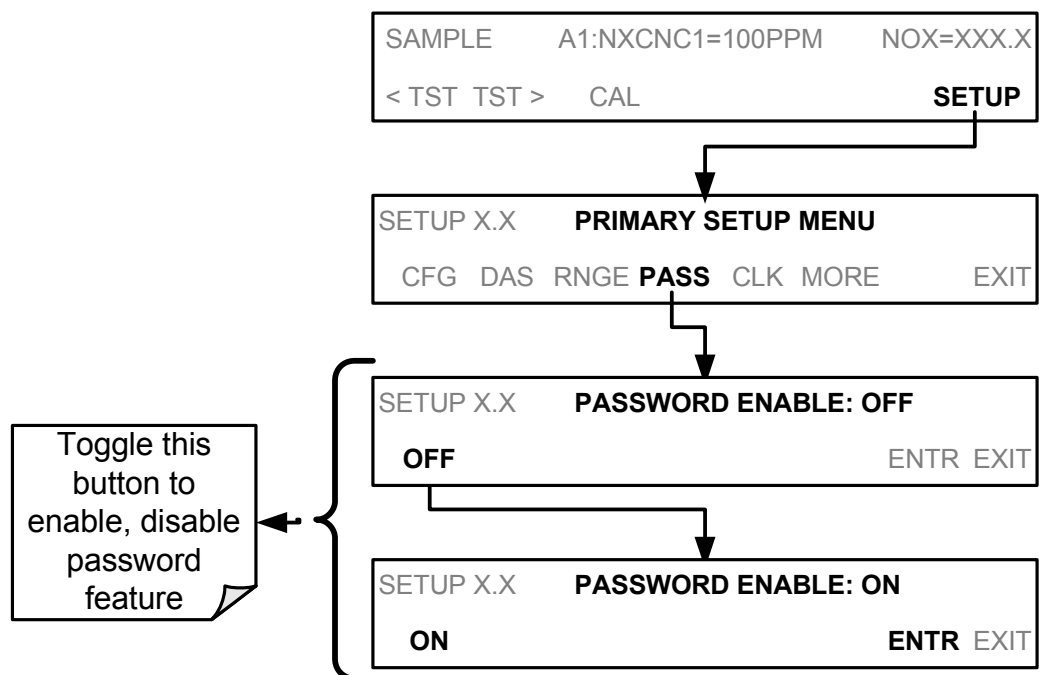 SAMPLE A1:NXCNC1=100PPM NOX=XXX.X
< TST TST > CAL SETUP
SETUP X.X PRIMARY SETUP MENU
CFG DAS RNGE PASS CLK MORE EXIT
SETUP X.X PASSWORD ENABLE: OFF
OFF ENTR EXIT
Toggle this
button to
enable, disable
password
feature
SETUP X.X PASSWORD ENABLE: ON
ON ENTR EXIT